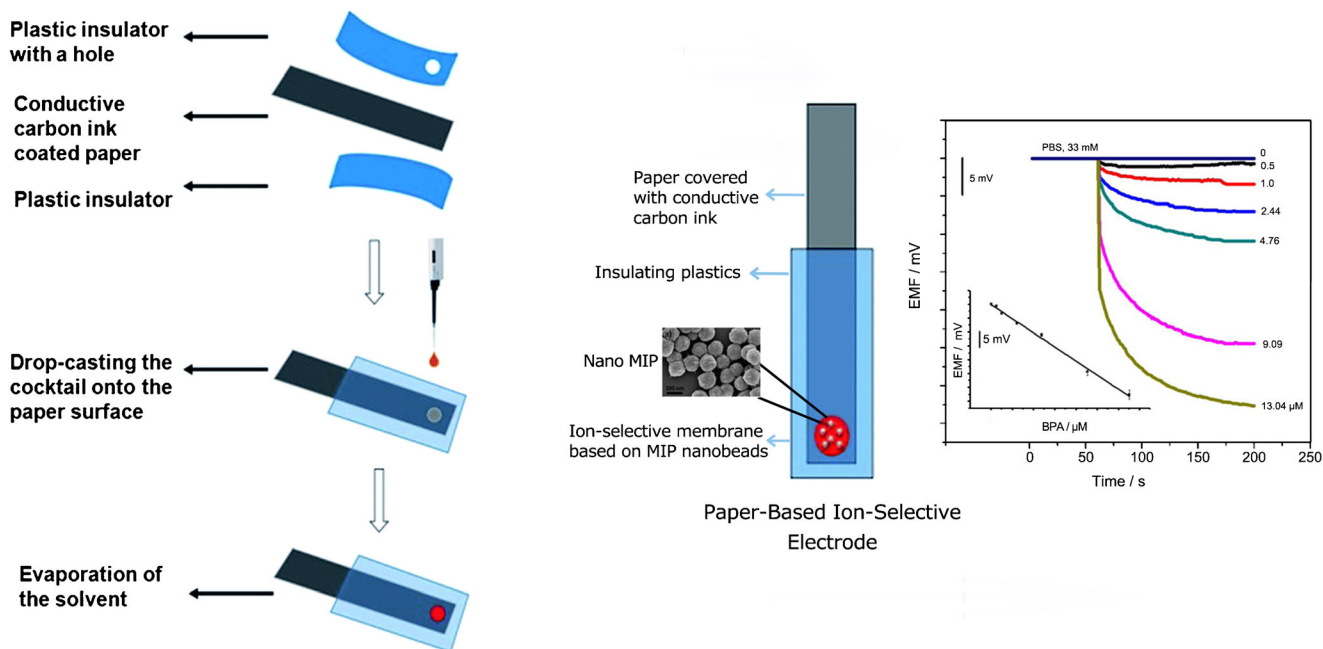 Plastic insulator
with a hole
Conductive
carbon ink
coated paper
Plastic insulator
Drop-casting the
cocktail onto the
paper surface
Evaporation of
the solvent
Paper covered
with conductive
carbon ink
Insulating plastics
Nano MIP
Ion-selective membrane
based on MIP nanobeads
Paper-Based Ion-Selective
Electrode
EMF / mV
5 mV
PBS, 33 mM
0
0.5
1.0
2.44
4.76
9.09
13.04 µM
EMF / mV
5 mV
BPA / µM
0
50
100
150
200
250
Time / s